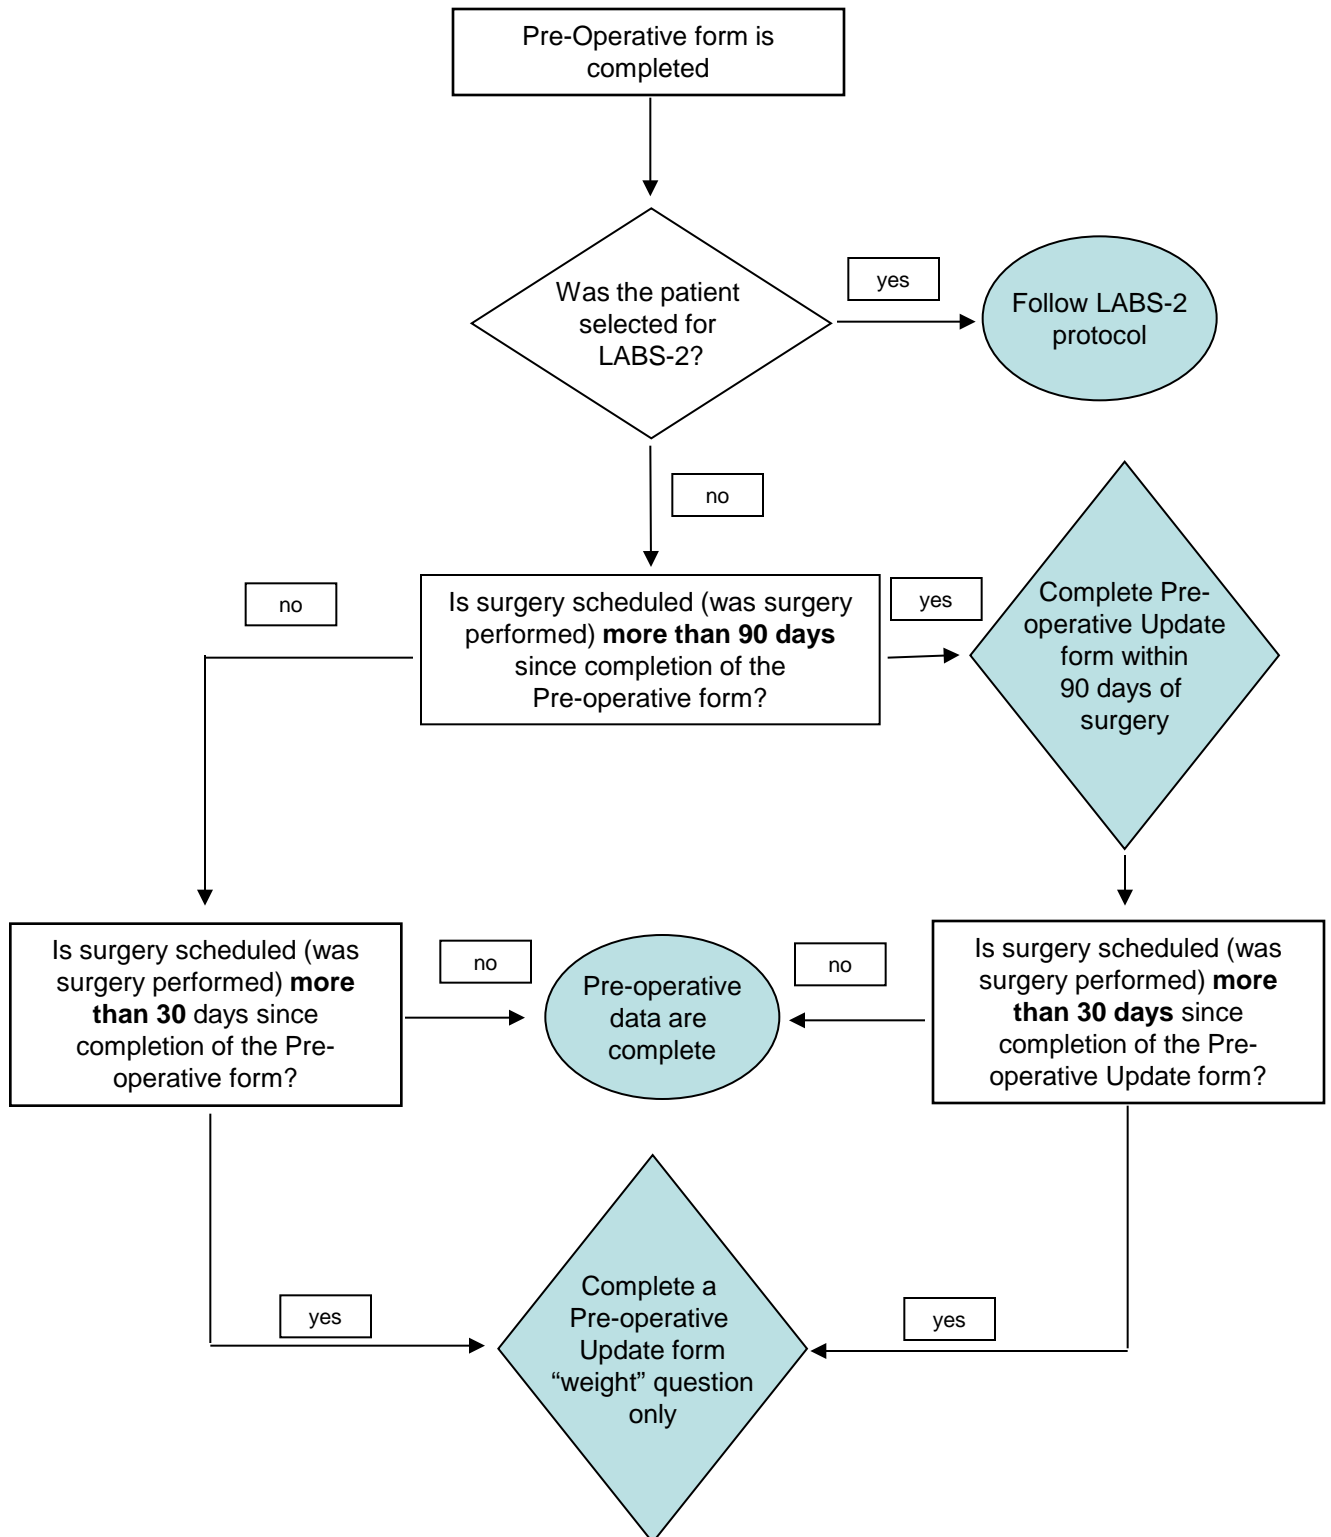 Pre-Operative form is
completed
Was the patient
selected for
LABS-2?
yes
Follow LABS-2
protocol
no
Is surgery scheduled (was surgery
performed) more than 90 days
since completion of the
Pre-operative form?
no
yes
Complete Pre-
operative Update
form within
90 days of
surgery
Is surgery scheduled (was
surgery performed) more
than 30 days since
completion of the Pre-
operative form?
no
Pre-operative
data are
complete
no
Is surgery scheduled (was
surgery performed) more
than 30 days since
completion of the Pre-
operative Update form?
yes
Complete a
Pre-operative
Update form
“weight” question
only
yes